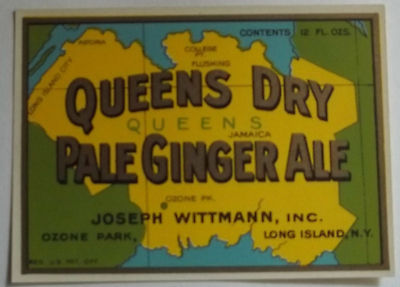 CONTENTS 12 FL. OZS.
ASTORIA
COLLEGE PT.
FLUSHING
LONG ISLAND CITY
QUEENS DRY
QUEENS
JAMAICA
PALE GINGER ALE
OZONE PK.
JOSEPH WITTMANN, INC.
OZONE PARK, LONG ISLAND, N.Y.
REG. U.S. PAT. OFF.